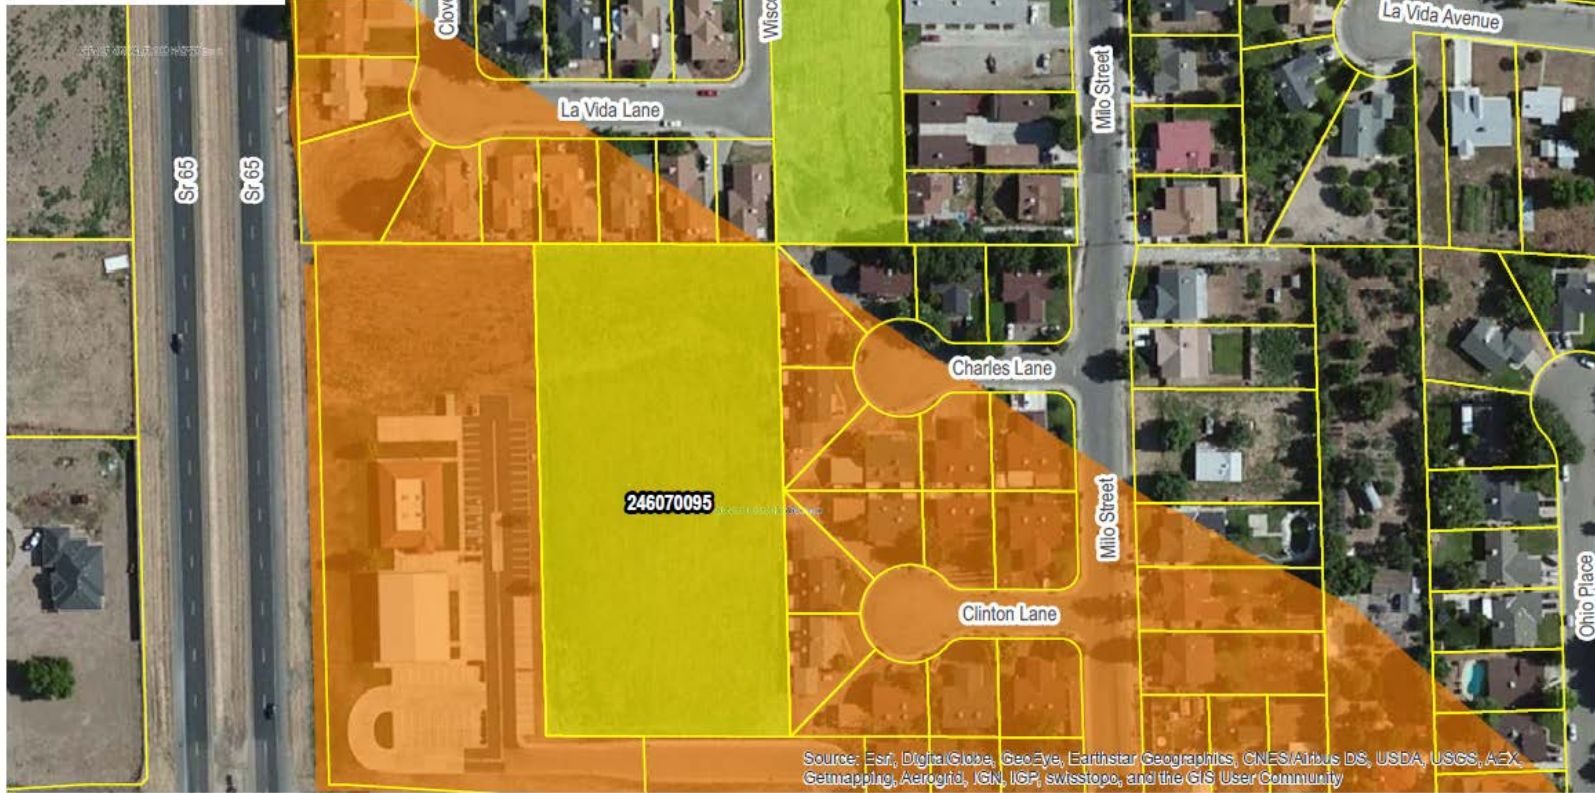 Clov
Wisco
La Vida Avenue
La Vida Lane
Milo Street
Sr 65
Sr 65
Charles Lane
246070095
Milo Street
Clinton Lane
Ohio Place
Source: Esri, DigitalGlobe, GeoEye, Earthstar Geographics, CNES/Airbus DS, USDA, USGS, AEX,
Getmapping, Aerogrid, IGN, IGP, swisstopo, and the GIS User Community